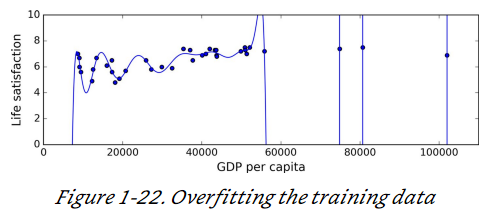 10
8
6
4
2
0
Life satisfaction
0 20000 40000 60000 80000 100000
GDP per capita
Figure 1-22. Overfitting the training data